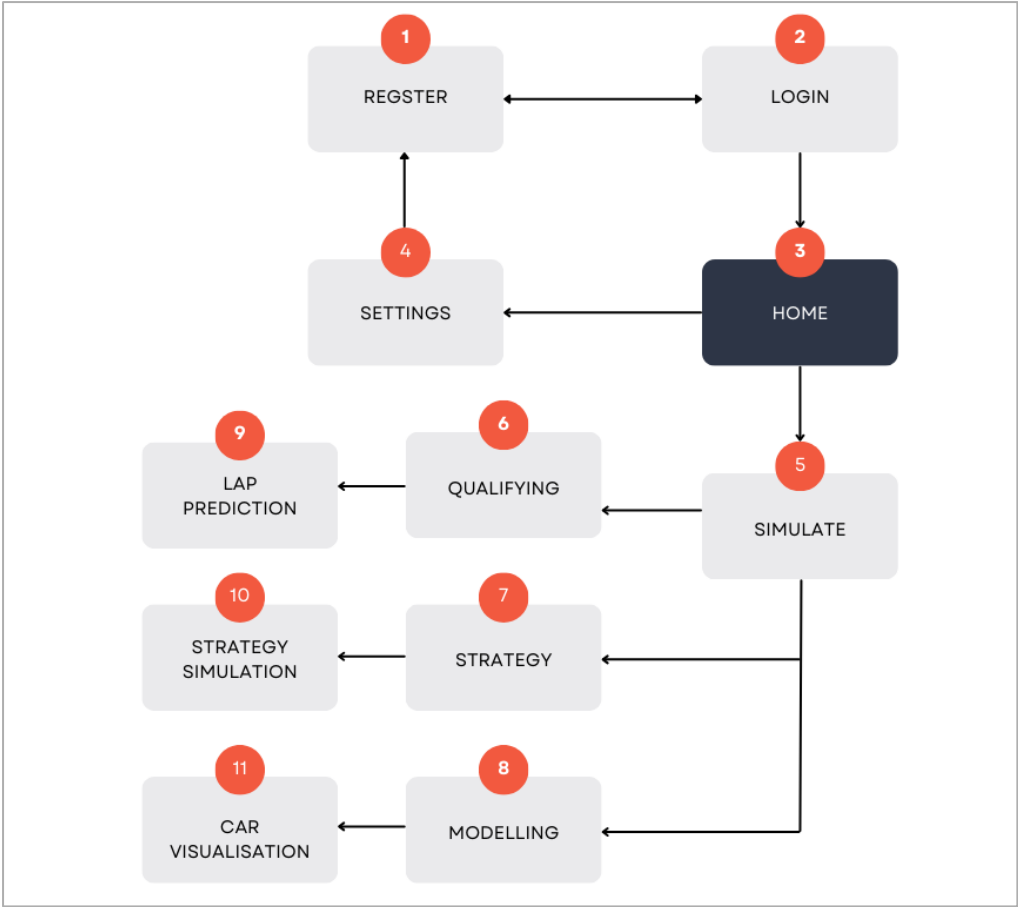 1
REGSTER
2
LOGIN
3
HOME
4
SETTINGS
5
SIMULATE
6
QUALIFYING
7
STRATEGY
8
MODELLING
9
LAP
PREDICTION
10
STRATEGY
SIMULATION
11
CAR
VISUALISATION